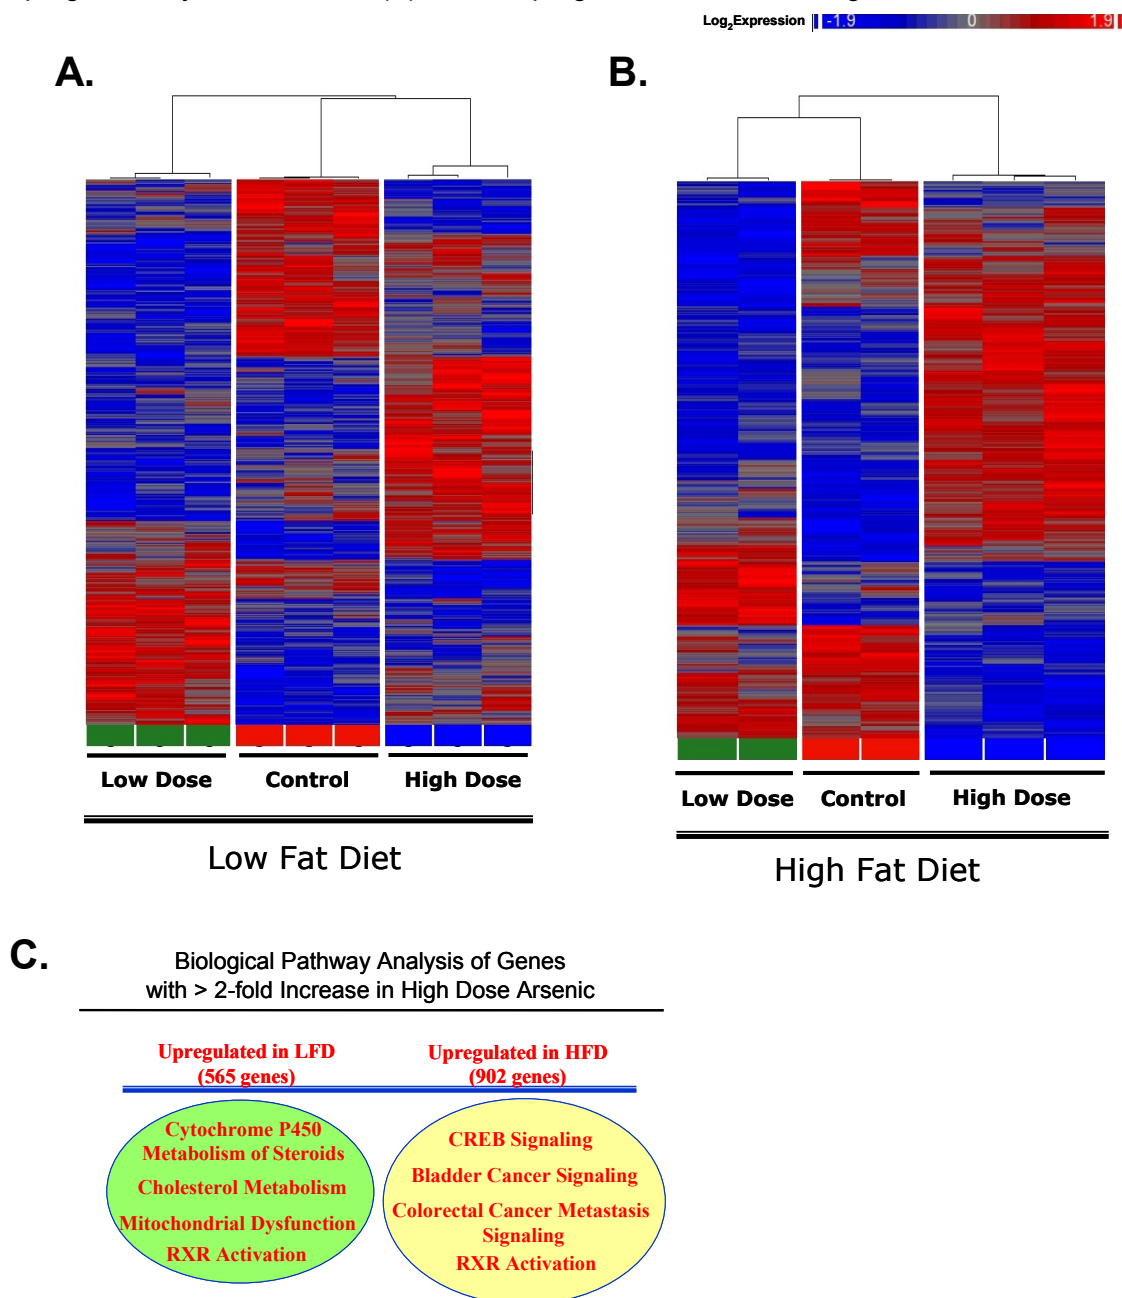 Log2Expression -1.9 0 1.9
A.
B.
Low Dose Control High Dose
Low Fat Diet
Low Dose Control High Dose
High Fat Diet
C.
Biological Pathway Analysis of Genes
with > 2-fold Increase in High Dose Arsenic
Upregulated in LFD
(565 genes)
Upregulated in HFD
(902 genes)
Cytochrome P450
Metabolism of Steroids
Cholesterol Metabolism
Mitochondrial Dysfunction
RXR Activation
CREB Signaling
Bladder Cancer Signaling
Colorectal Cancer Metastasis
Signaling
RXR Activation